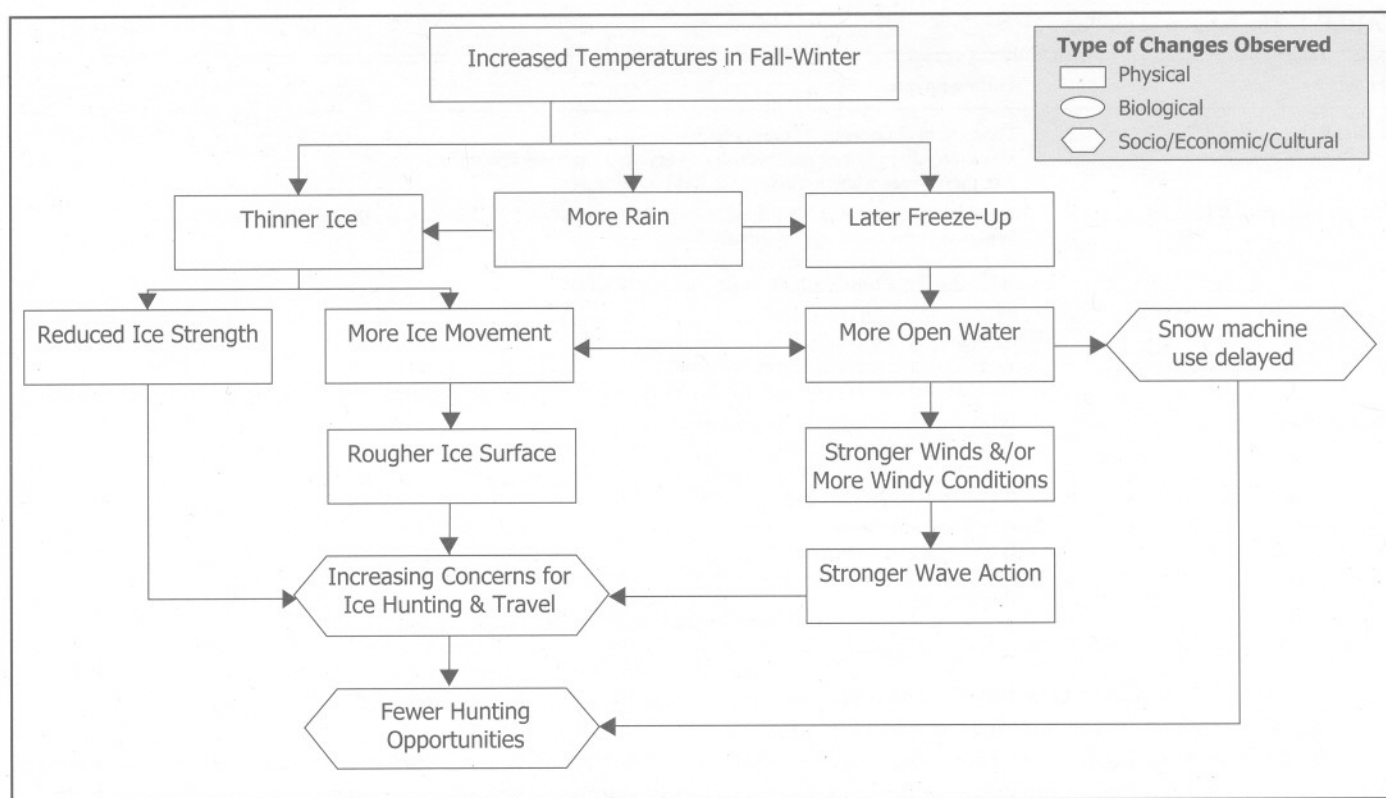 Increased Temperatures in Fall-Winter
Type of Changes Observed
Physical
Biological
Socio/Economic/Cultural
Thinner Ice
More Rain
Later Freeze-Up
Reduced Ice Strength
More Ice Movement
More Open Water
Snow machine
use delayed
Rougher Ice Surface
Stronger Winds &/or
More Windy Conditions
Increasing Concerns for
Ice Hunting & Travel
Stronger Wave Action
Fewer Hunting
Opportunities